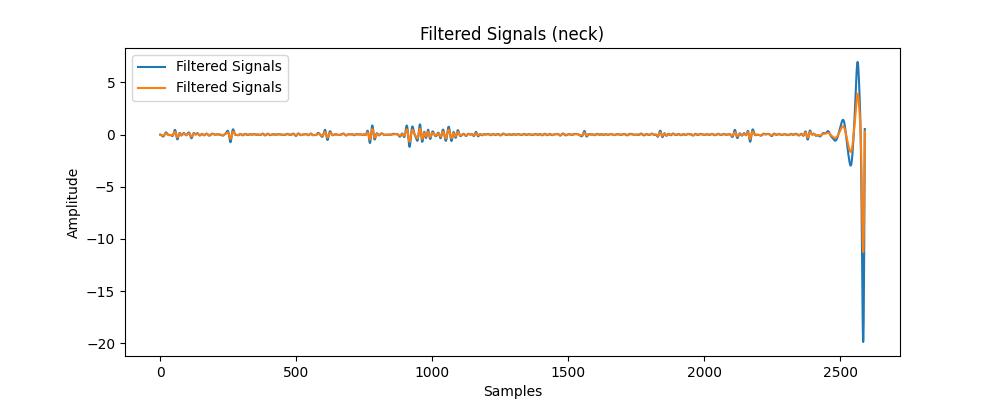 Filtered Signals (neck)
Filtered Signals
Filtered Signals
5
0
−5
−10
−15
−20
Amplitude
0 500 1000 1500 2000 2500
Samples